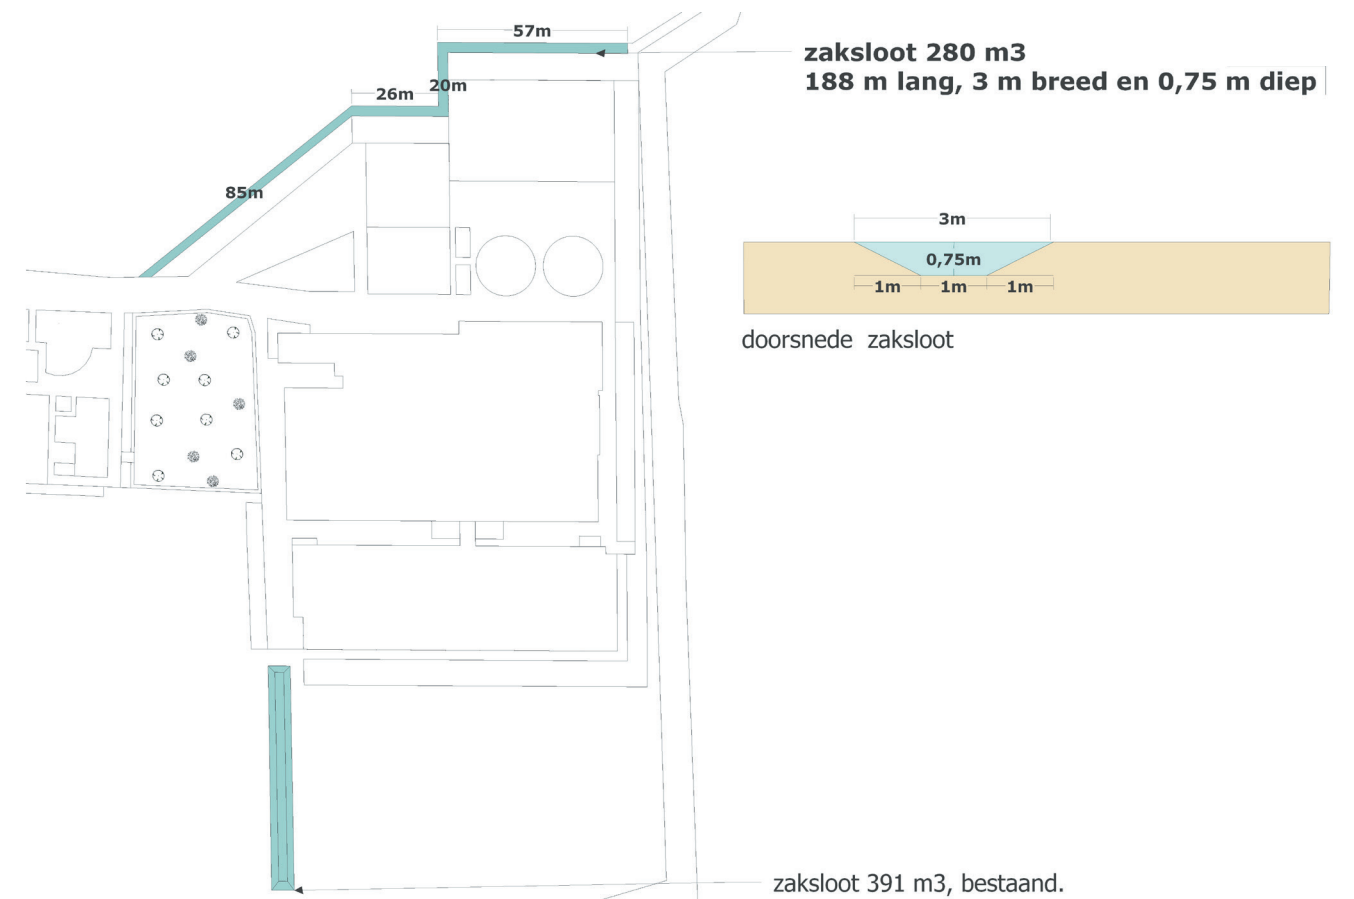 57m
zaksloot 280 m3
188 m lang, 3 m breed en 0,75 m diep
26m
20m
85m
3m
0,75m
1m 1m 1m
doorsnede zaksloot
zaksloot 391 m3, bestaand.